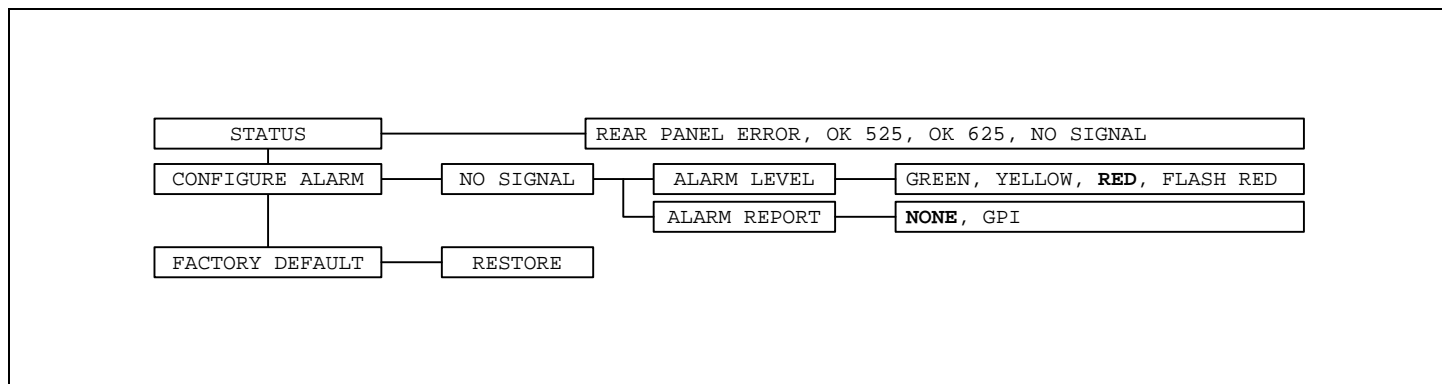 STATUS
REAR PANEL ERROR, OK 525, OK 625, NO SIGNAL
CONFIGURE ALARM
NO SIGNAL
ALARM LEVEL
GREEN, YELLOW, RED, FLASH RED
ALARM REPORT
NONE, GPI
FACTORY DEFAULT
RESTORE